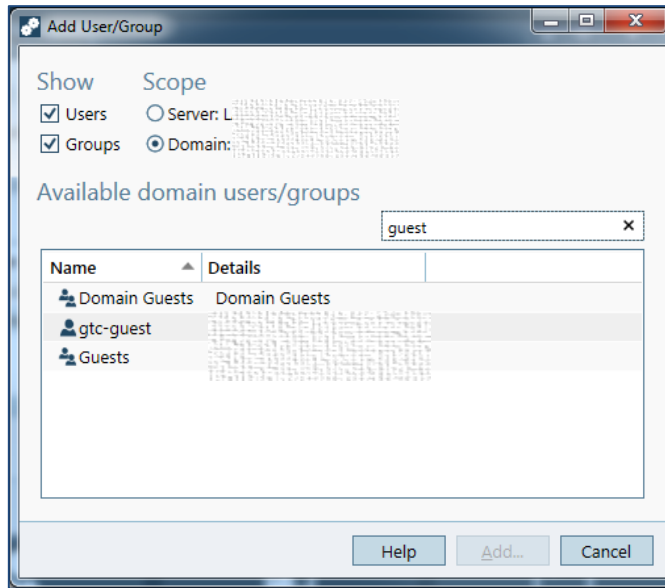 Add User/Group
Show Scope
Users Server: L
Groups Domain:
Available domain users/groups
guest
Name Details
Domain Guests Domain Guests
gtc-guest
Guests
Help Add... Cancel